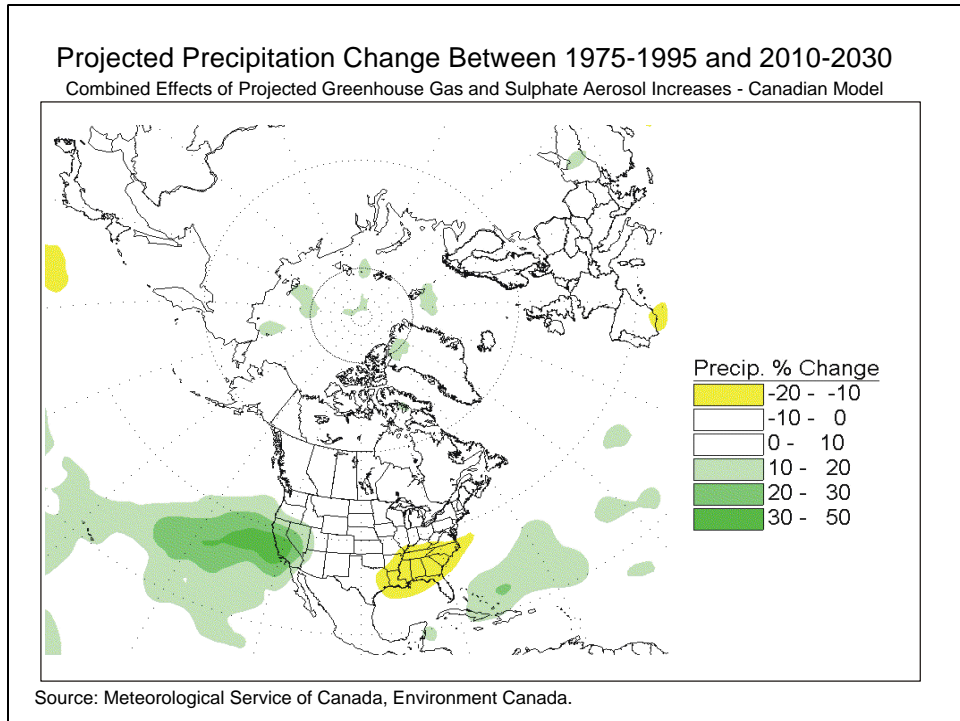 Projected Precipitation Change Between 1975-1995 and 2010-2030
Combined Effects of Projected Greenhouse Gas and Sulphate Aerosol Increases - Canadian Model
Precip. % Change
-20 - -10
-10 - 0
0 - 10
10 - 20
20 - 30
30 - 50
Source: Meteorological Service of Canada, Environment Canada.